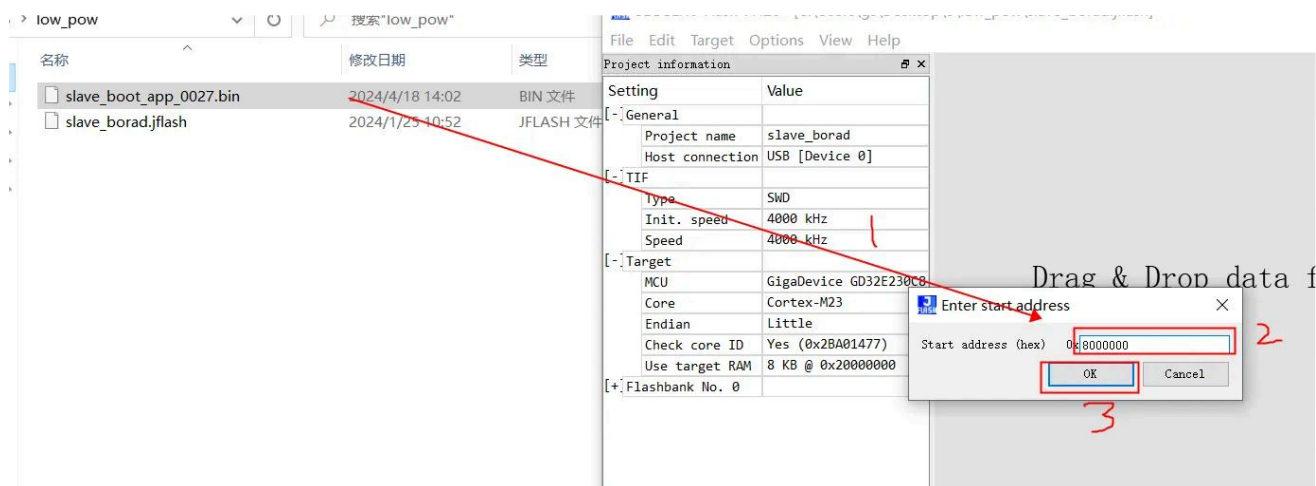 low_pow
搜索"low_pow"
名称
修改日期
类型
slave_boot_app_0027.bin
2024/4/18 14:02
BIN 文件
slave_borad.jflash
2024/1/25 10:52
JFLASH 文件
File Edit Target Options View Help
Project information
Setting Value
[-] General
Project name slave_borad
Host connection USB [Device 0]
[-] TIF
Type SWD
Init. speed 4000 kHz
Speed 4000 kHz
1
[-] Target
MCU GigaDevice GD32E230C8
Core Cortex-M23
Endian Little
Check core ID Yes (0x2BA01477)
Use target RAM 8 KB @ 0x20000000
[+] Flashbank No. 0
Drag & Drop data f
Enter start address
Start address (hex) 0x 8000000
2
OK Cancel
3